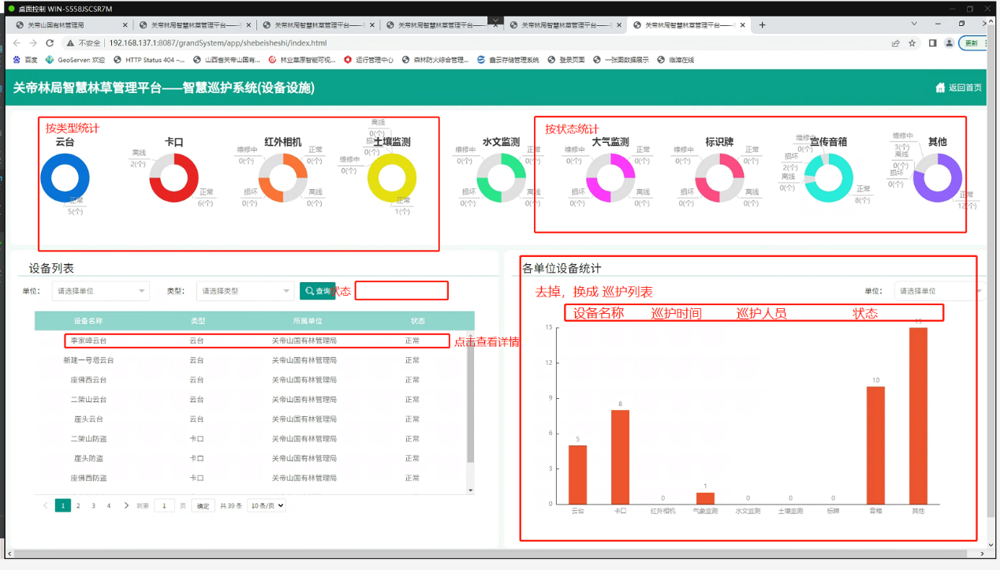 桌面控制 WIN-S558JSCSR7M
关帝山国有林管理局
关帝林局智慧林草管理平台——
关帝林局智慧林草管理平台——
关帝林局智慧林草管理平台——
关帝林局智慧林草管理平台——
关帝林局智慧林草管理平台——
不安全 192.168.137.1:8087/grandSystem/app/shebeisheshi/index.html
更新
百度 GeoServer: 欢迎 HTTP Status 404 –... 山西省关帝山国有... 林业草原智能可视... 运行管理中心 森林防火综合管理... 鑫云存储管理系统 登录页面 一张图数据展示 临漳在线
关帝林局智慧林草管理平台——智慧巡护系统(设备设施)
返回首页
按类型统计
按状态统计
云台
正常
5(个)
卡口
离线
2(个)
正常
6(个)
红外相机
维修中
0(个)
正常
0(个)
损坏
0(个)
离线
0(个)
土壤监测
离线
0(个)
0(个)
维修中
0(个)
正常
1(个)
水文监测
维修中
0(个)
正常
0(个)
损坏
0(个)
离线
0(个)
大气监测
维修中
0(个)
正常
0(个)
损坏
0(个)
离线
0(个)
标识牌
维修中
0(个)
正常
0(个)
损坏
0(个)
离线
0(个)
宣传音箱
维修中
0(个)
损坏
2(个)
离线
0(个)
正常
8(个)
其他
维修中
3(个)
离线
0(个)
损坏
0(个)
正常
12(个)
设备列表
单位： 请选择单位 类型： 请选择类型 查询 状态
设备名称 类型 所属单位 状态
李家峰云台 云台 关帝山国有林管理局 正常
点击查看详情
新建一号塔云台 云台 关帝山国有林管理局 正常
座佛西云台 云台 关帝山国有林管理局 正常
二架山云台 云台 关帝山国有林管理局 正常
崖头云台 云台 关帝山国有林管理局 正常
二架山防盗 卡口 关帝山国有林管理局 正常
崖头防盗 卡口 关帝山国有林管理局 正常
座佛西防盗 卡口 关帝山国有林管理局 正常
1 2 3 4 到第 1 页 确定 共 39 条 10 条/页
各单位设备统计
去掉，换成 巡护列表
单位： 请选择单位
设备名称 巡护时间 巡护人员 状态
15
12
9
6
3
0
5
8
0
1
0
0
0
10
15
云台 卡口 红外相机 气象监测 水文监测 土壤监测 标牌 音箱 其他